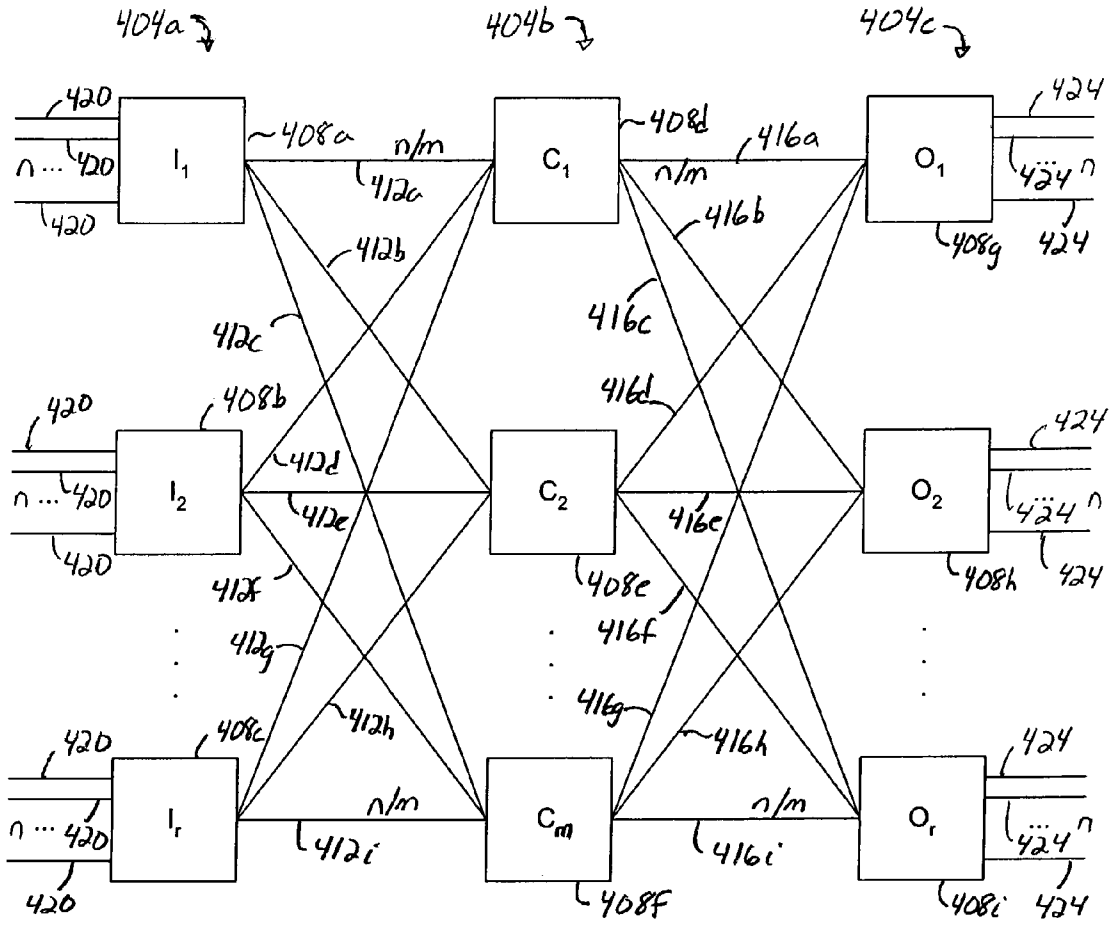 404a 404b 404c
420 424
I1 408a n/m C1 408d 416a O1 424 ... n
n ... 420 412a n/m
420 412b 416b 408g 424
412c 416c
408b 416d
420 424
412d
I2 C2 O2 424 ... n
n ... 420 412e 416e
420 412f 408e 408h 424
416f
412g
416g
408c 412h 416h
420 424
Ir n/m Cm n/m Or 424 ... n
n ... 420
412i 416i
420 408f 408i 424